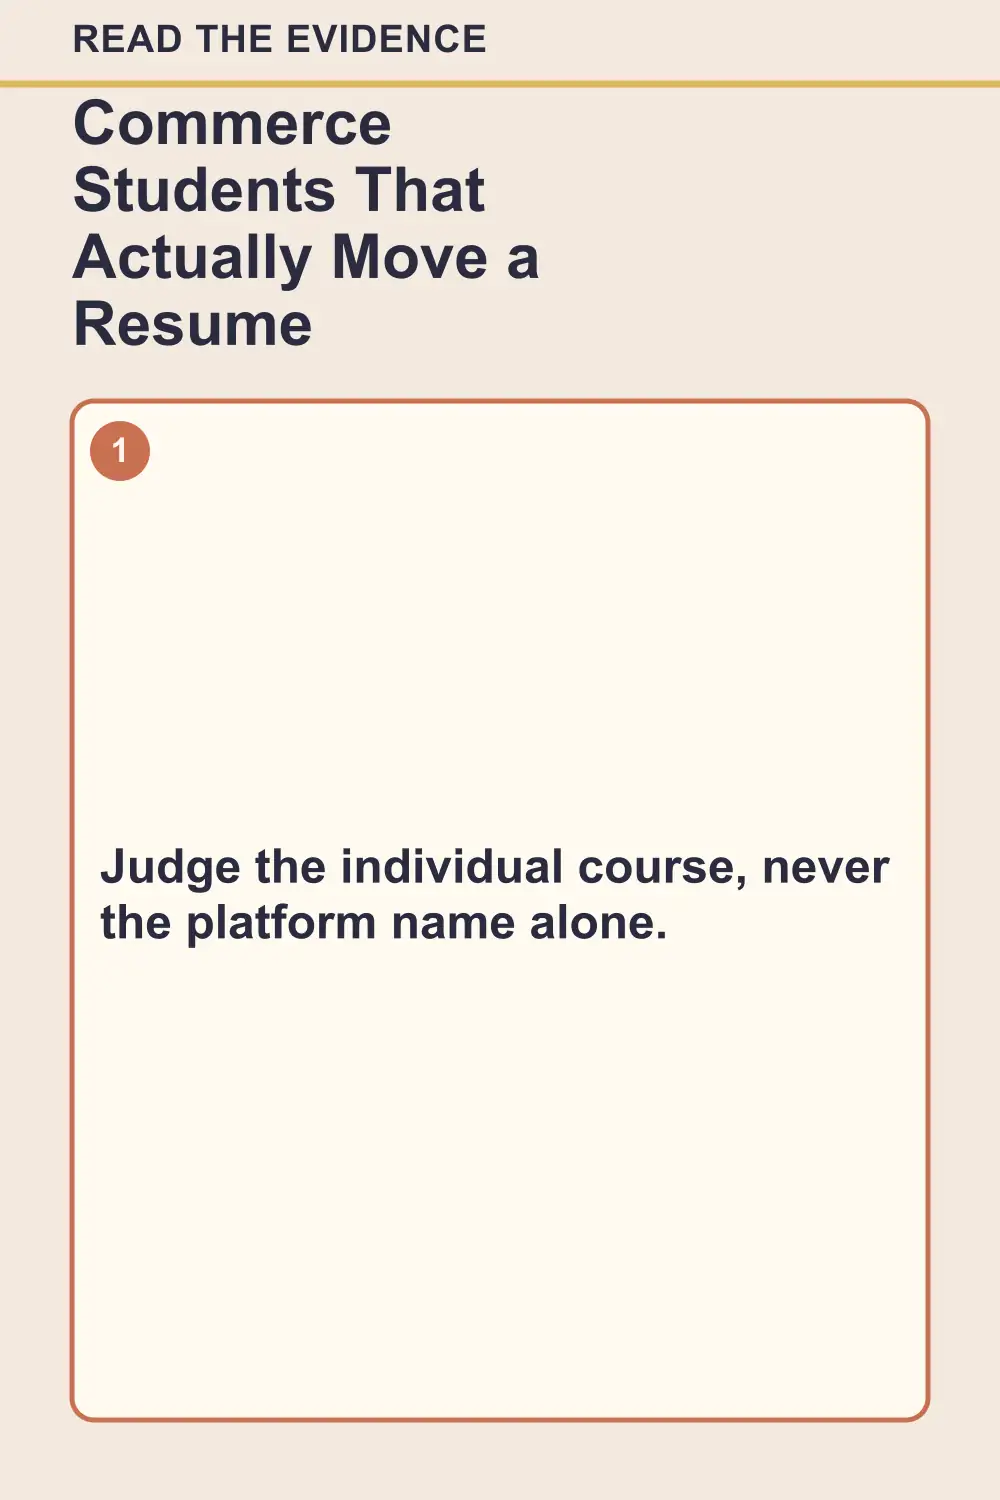 READ THE EVIDENCE
Commerce
Students That
Actually Move a
Resume
1
Judge the individual course, never
the platform name alone.